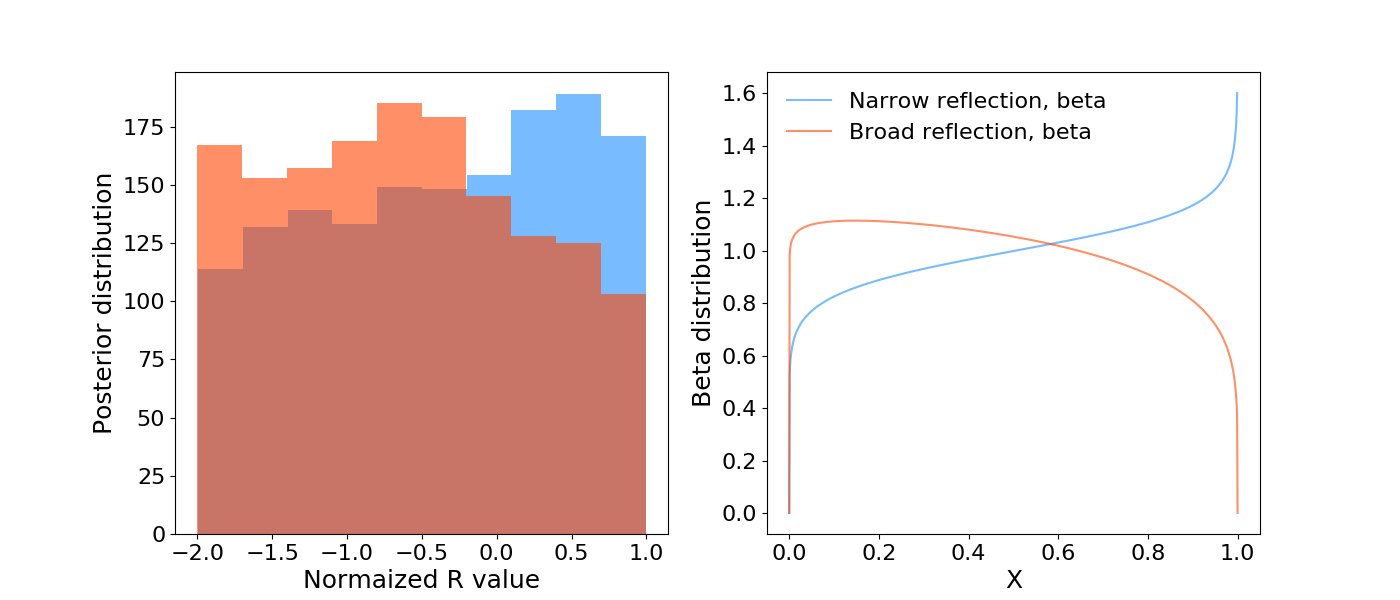 Posterior distribution
175
150
125
100
75
50
25
0
−2.0 −1.5 −1.0 −0.5 0.0 0.5 1.0
Normaized R value
Beta distribution
1.6
1.4
1.2
1.0
0.8
0.6
0.4
0.2
0.0
Narrow reflection, beta
Broad reflection, beta
0.0 0.2 0.4 0.6 0.8 1.0
X